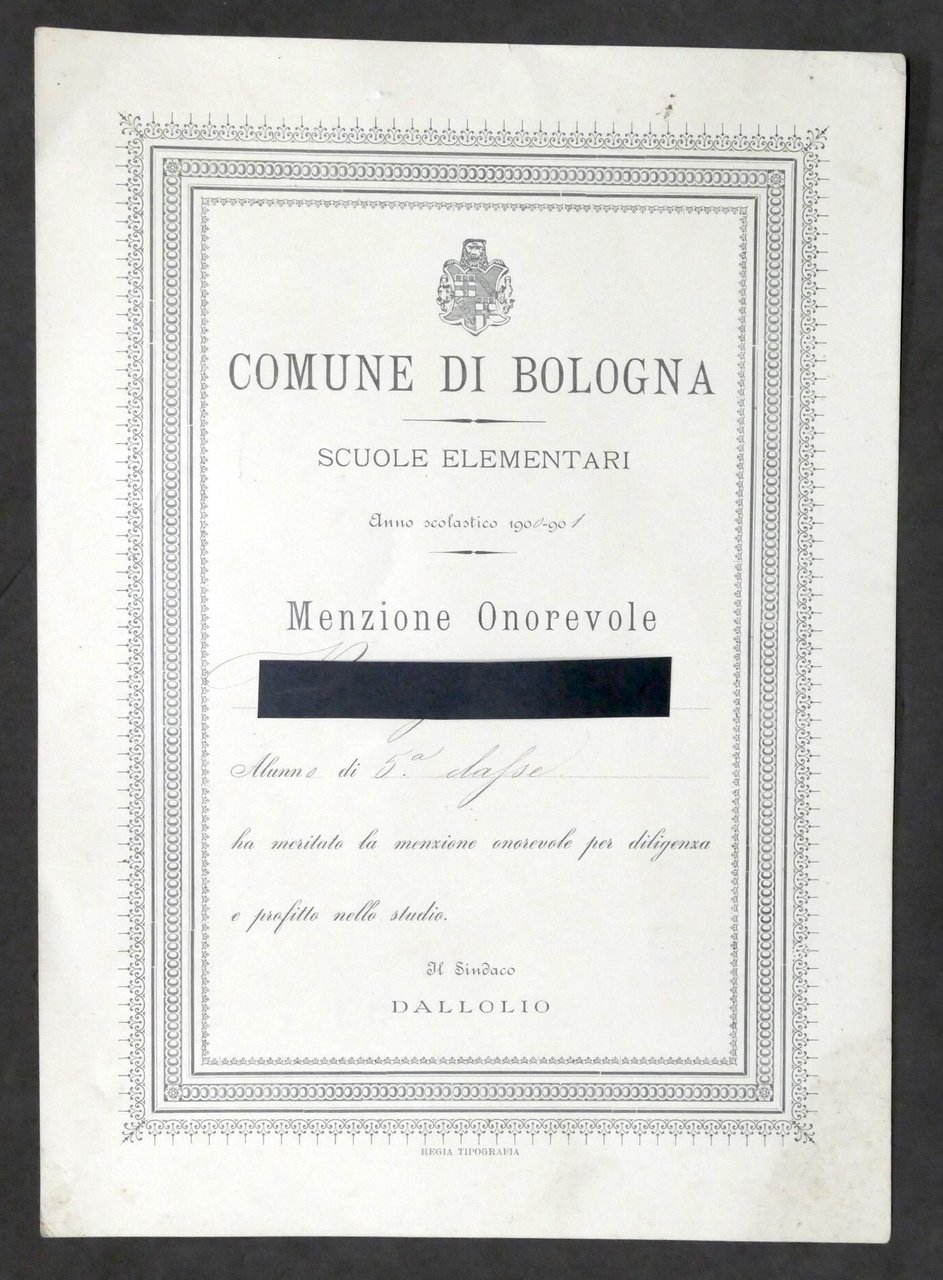 COMUNE DI BOLOGNA
SCUOLE ELEMENTARI
Anno scolastico 1900-901
Menzione Onorevole
Alunno di 5.ª classe
ha meritato la menzione onorevole per diligenza
e profitto nello studio.
Il Sindaco
DALLOLIO
REGIA TIPOGRAFIA